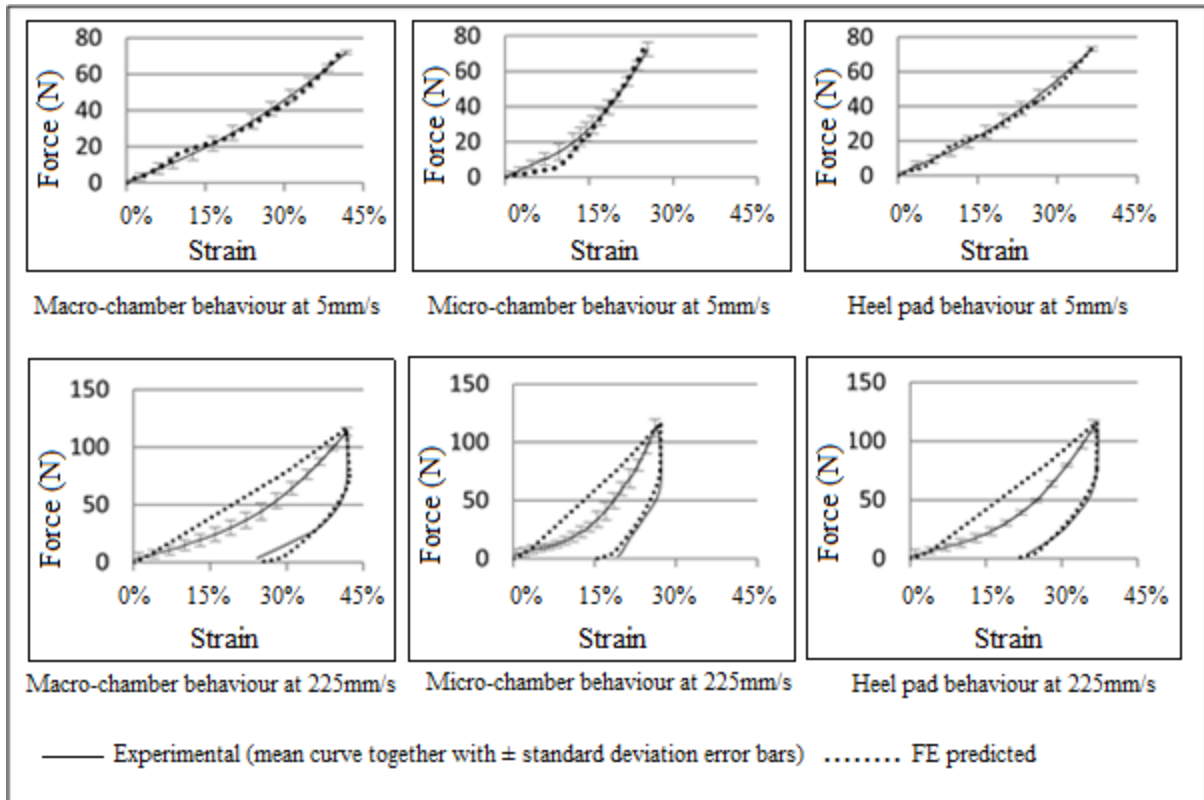 80
60
40
20
0
Force (N)
0% 15% 30% 45%
Strain
Macro-chamber behaviour at 5mm/s
80
60
40
20
0
Force (N)
0% 15% 30% 45%
Strain
Micro-chamber behaviour at 5mm/s
80
60
40
20
0
Force (N)
0% 15% 30% 45%
Strain
Heel pad behaviour at 5mm/s
150
100
50
0
Force (N)
0% 15% 30% 45%
Strain
Macro-chamber behaviour at 225mm/s
150
100
50
0
Force (N)
0% 15% 30% 45%
Strain
Micro-chamber behaviour at 225mm/s
150
100
50
0
Force (N)
0% 15% 30% 45%
Strain
Heel pad behaviour at 225mm/s
Experimental (mean curve together with ± standard deviation error bars) FE predicted